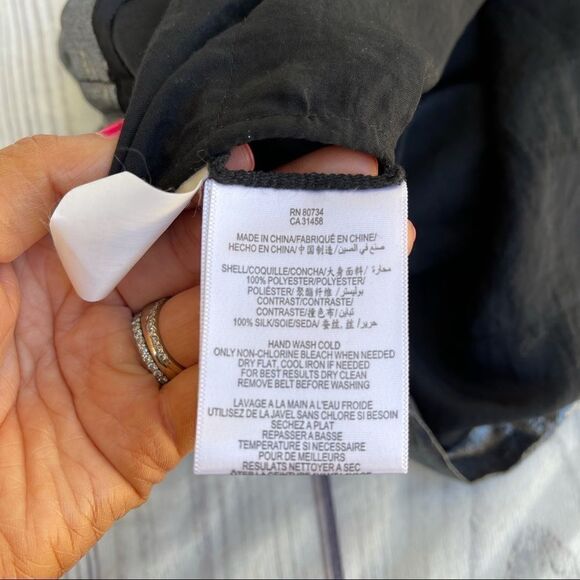 RN 80734
CA 31458
MADE IN CHINA/FABRIQUÉ EN CHINE/
HECHO EN CHINA/中国制造/ صنع في الصين/
SHELL/COQUILLE/CONCHA/大身面料/ محارة/
100% POLYESTER/POLYESTER/
POLIÉSTER/聚酯纤维/ بوليستر/
CONTRAST/CONTRASTE/
CONTRASTE/撞色布/ تباين/
100% SILK/SOIE/SEDA/蚕丝, 丝/ حرير/
HAND WASH COLD
ONLY NON-CHLORINE BLEACH WHEN NEEDED
DRY FLAT, COOL IRON IF NEEDED
FOR BEST RESULTS DRY CLEAN
REMOVE BELT BEFORE WASHING
LAVAGE A LA MAIN A L'EAU FROIDE
UTILISEZ DE LA JAVEL SANS CHLORE SI BESOIN
SECHEZ A PLAT
REPASSER A BASSE
TEMPERATURE SI NECESSAIRE
POUR DE MEILLEURS
RESULATS NETTOYER A SEC